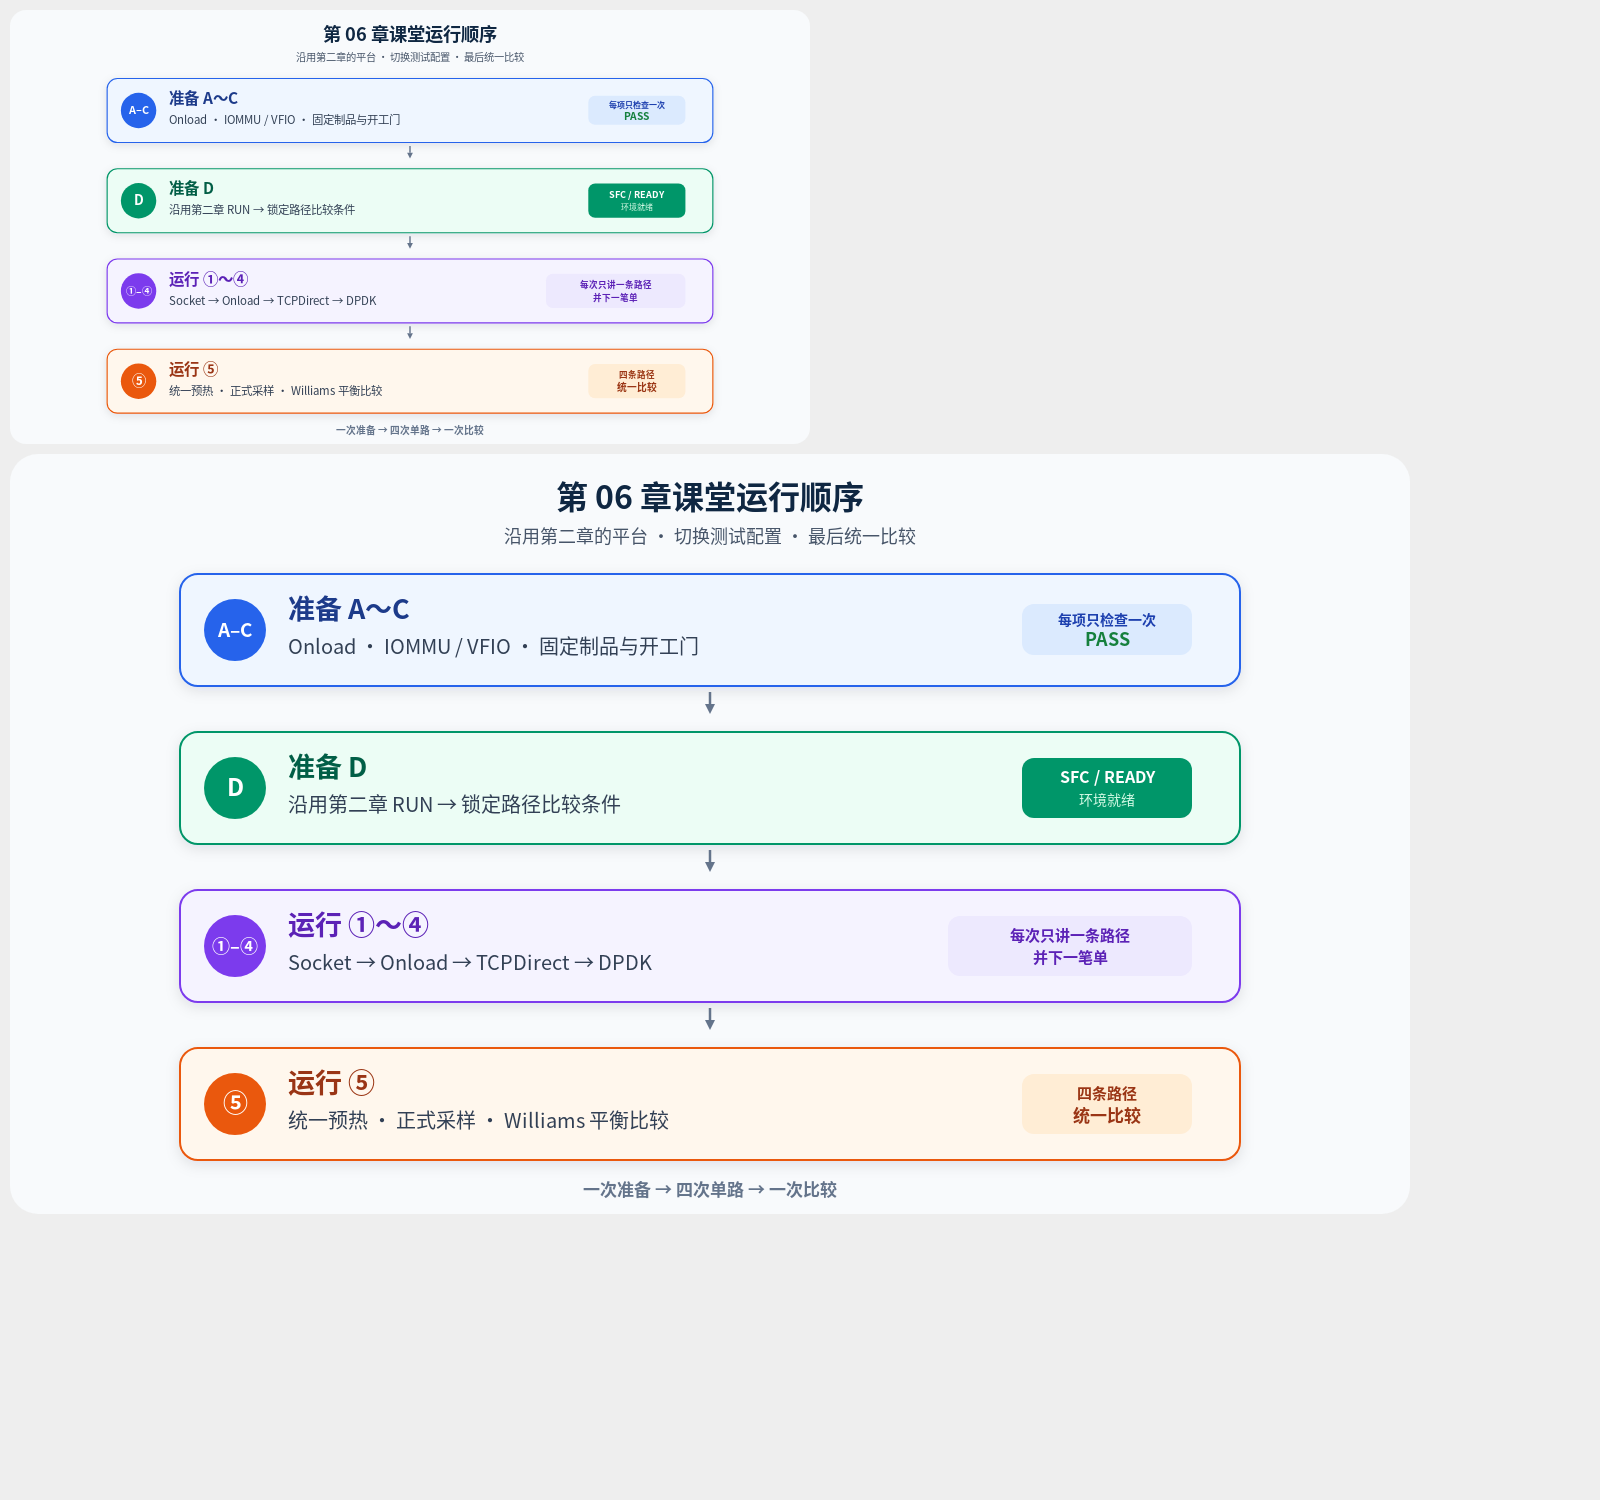 第 06 章课堂运行顺序
沿用第二章的平台 · 切换测试配置 · 最后统一比较
A–C
准备 A～C
Onload · IOMMU / VFIO · 固定制品与开工门
每项只检查一次
PASS
D
准备 D
沿用第二章 RUN → 锁定路径比较条件
SFC / READY
环境就绪
①–④
运行 ①～④
Socket → Onload → TCPDirect → DPDK
每次只讲一条路径
并下一笔单
⑤
运行 ⑤
统一预热 · 正式采样 · Williams 平衡比较
四条路径
统一比较
一次准备 → 四次单路 → 一次比较
第 06 章课堂运行顺序
沿用第二章的平台 · 切换测试配置 · 最后统一比较
A–C
准备 A～C
Onload · IOMMU / VFIO · 固定制品与开工门
每项只检查一次
PASS
D
准备 D
沿用第二章 RUN → 锁定路径比较条件
SFC / READY
环境就绪
①–④
运行 ①～④
Socket → Onload → TCPDirect → DPDK
每次只讲一条路径
并下一笔单
⑤
运行 ⑤
统一预热 · 正式采样 · Williams 平衡比较
四条路径
统一比较
一次准备 → 四次单路 → 一次比较